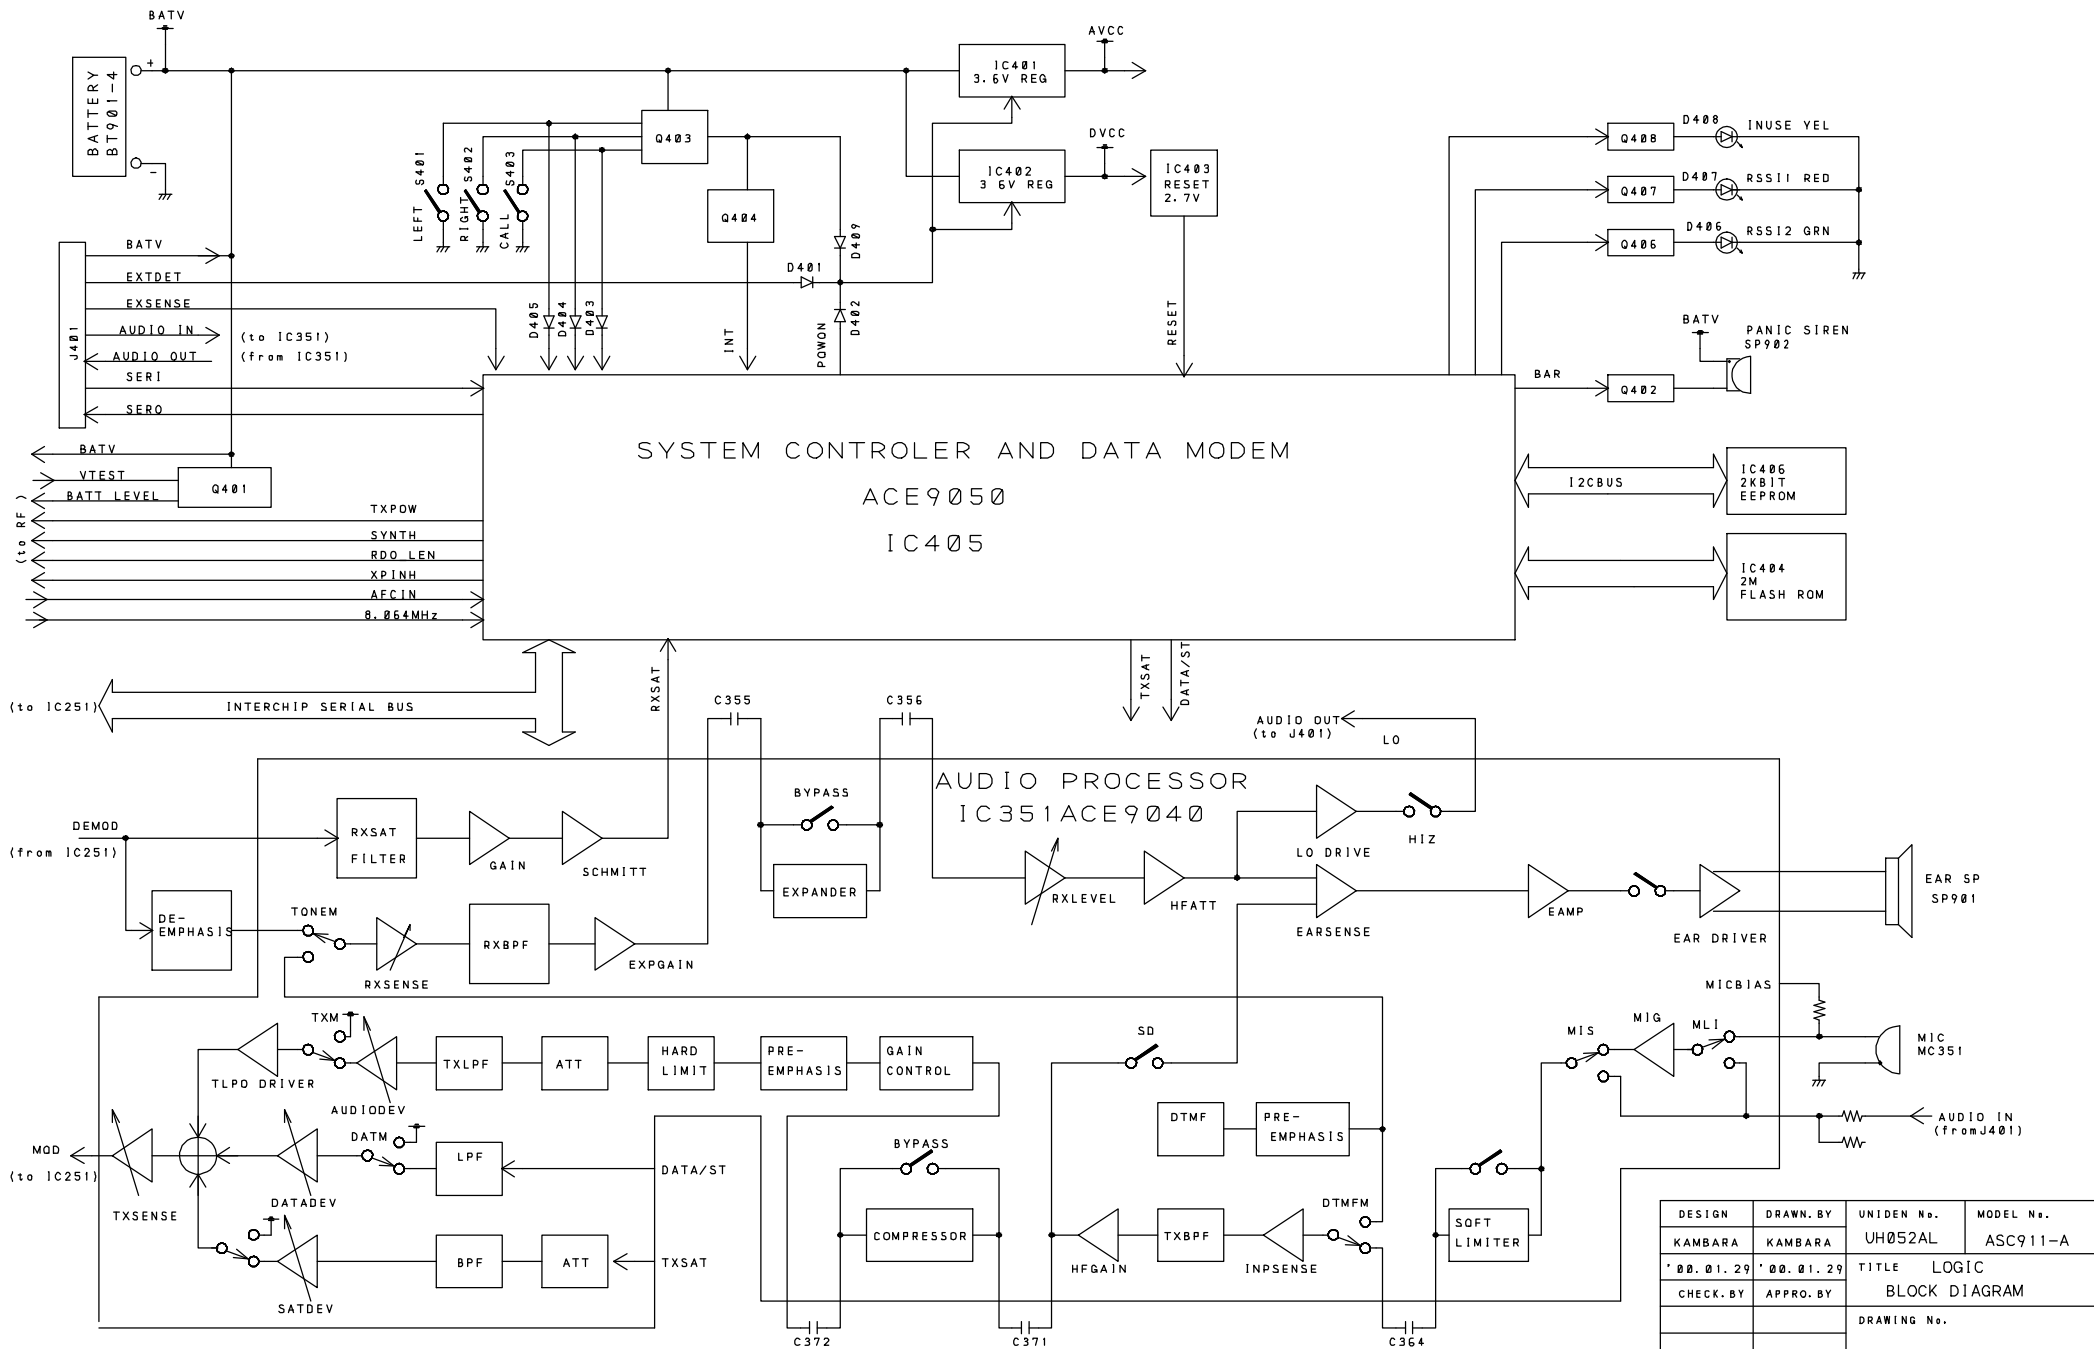 BATV
BATTERY
BT901-4
+
-
IC401
3.6V REG
AVCC
IC402
3 6V REG
DVCC
IC403
RESET
2.7V
Q403
Q404
S401
S402
S403
LEFT
RIGHT
CALL
D405
D404
D403
INT
D401
D409
D402
POWON
RESET
Q408
D408
INUSE YEL
Q407
D407
RSSI1 RED
Q406
D406
RSSI2 GRN
BATV
PANIC SIREN
SP902
BAR
Q402
J401
BATV
EXTDET
EXSENSE
AUDIO IN
(to IC351)
AUDIO OUT
(from IC351)
SERI
SERO
BATV
VTEST
BATT LEVEL
Q401
(to RF )
TXPOW
SYNTH
RDO LEN
XPINH
AFCIN
8.064MHz
SYSTEM CONTROLER AND DATA MODEM
ACE9050
IC405
I2CBUS
IC406
2KBIT
EEPROM
IC404
2M
FLASH ROM
(to IC251)
INTERCHIP SERIAL BUS
RXSAT
C355
C356
TXSAT
DATA/ST
AUDIO OUT
(to J401)
LO
AUDIO PROCESSOR
IC351ACE9040
DEMOD
(from IC251)
RXSAT
FILTER
GAIN
SCHMITT
BYPASS
EXPANDER
RXLEVEL
HFATT
LO DRIVE
HIZ
EARSENSE
EAMP
EAR DRIVER
EAR SP
SP901
DE-
EMPHASIS
TONEM
RXSENSE
RXBPF
EXPGAIN
MICBIAS
TXM
TLPO DRIVER
AUDIODEV
TXLPF
ATT
HARD
LIMIT
PRE-
EMPHASIS
GAIN
CONTROL
SD
MIS
MIG
MLI
MIC
MC351
AUDIO IN
(fromJ401)
DTMF
PRE-
EMPHASIS
MOD
(to IC251)
TXSENSE
DATADEV
DATM
LPF
DATA/ST
BYPASS
COMPRESSOR
SATDEV
BPF
ATT
TXSAT
HFGAIN
TXBPF
INPSENSE
DTMFM
SOFT
LIMITER
C372
C371
C364
DESIGN
DRAWN.BY
UNIDEN No.
MODEL No.
KAMBARA
KAMBARA
UH052AL
ASC911-A
'00.01.29
'00.01.29
TITLE LOGIC
BLOCK DIAGRAM
CHECK.BY
APPRO.BY
DRAWING No.